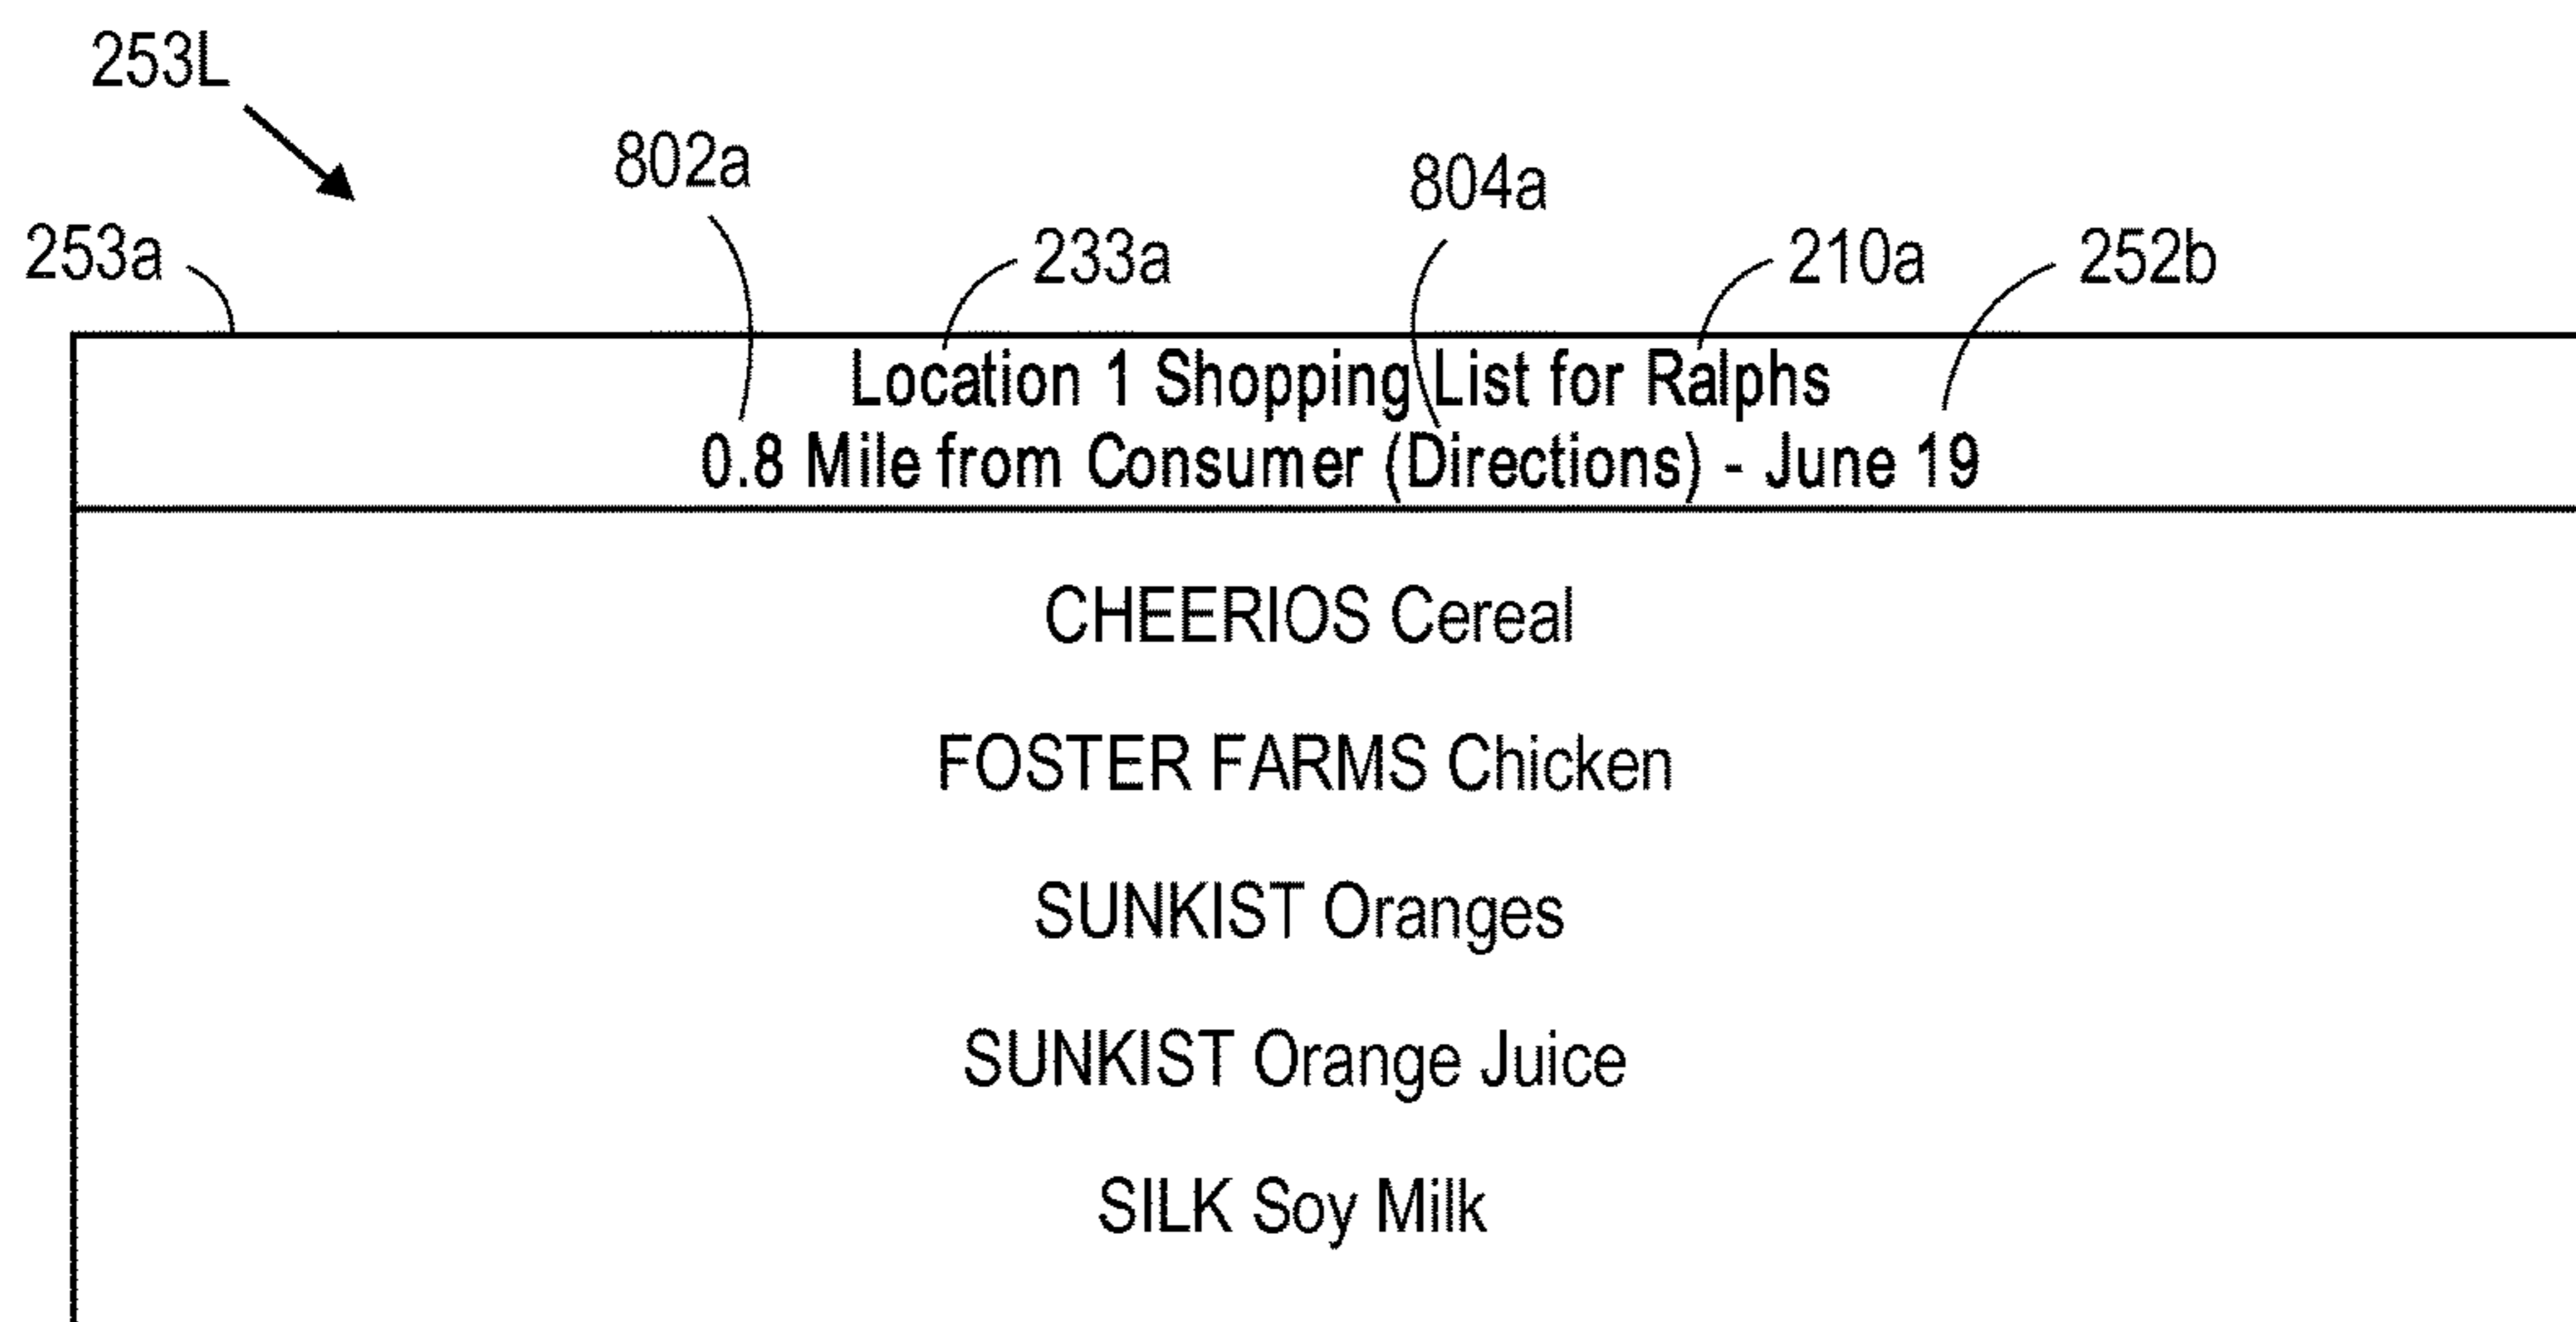 253L
802a
804a
253a
233a
210a
252b
Location 1 Shopping List for Ralphs
0.8 Mile from Consumer (Directions) - June 19
CHEERIOS Cereal
FOSTER FARMS Chicken
SUNKIST Oranges
SUNKIST Orange Juice
SILK Soy Milk